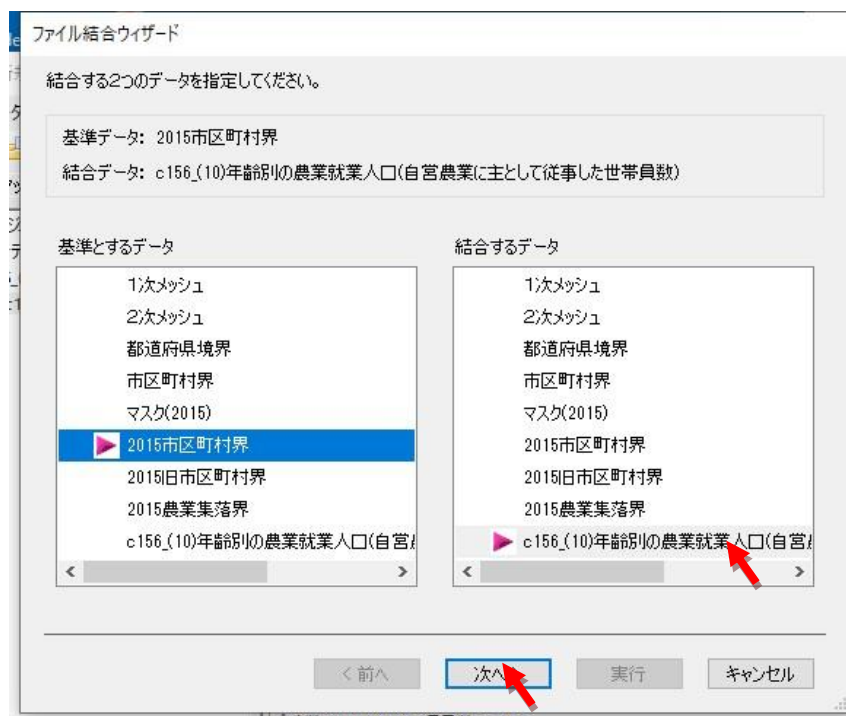 ファイル結合ウィザード
結合する2つのデータを指定してください。
基準データ: 2015市区町村界
結合データ: c156_(10)年齢別の農業就業人口(自営農業に主として従事した世帯員数)
基準とするデータ
1次メッシュ
2次メッシュ
都道府県境界
市区町村界
マスク(2015)
2015市区町村界
2015旧市区町村界
2015農業集落界
c156_(10)年齢別の農業就業人口(自営
結合するデータ
1次メッシュ
2次メッシュ
都道府県境界
市区町村界
マスク(2015)
2015市区町村界
2015旧市区町村界
2015農業集落界
c156_(10)年齢別の農業就業人口(自営
< 前へ
次へ
実行
キャンセル